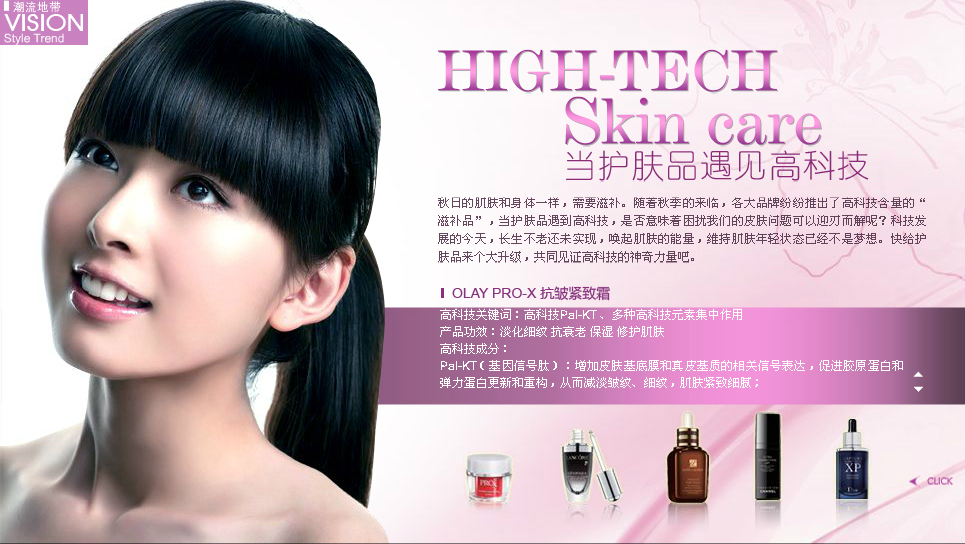 潮流地带
VISION
Style Trend
HIGH-TECH
Skin care
当护肤品遇见高科技
秋日的肌肤和身体一样，需要滋补。随着秋季的来临，各大品牌纷纷推出了高科技含量的“
滋补品”，当护肤品遇到高科技，是否意味着困扰我们的皮肤问题可以迎刃而解呢？科技发
展的今天，长生不老还未实现，唤起肌肤的能量，维持肌肤年轻状态已经不是梦想。快给护
肤品来个大升级，共同见证高科技的神奇力量吧。
OLAY PRO-X 抗皱紧致霜
高科技关键词：高科技Pal-KT、多种高科技元素集中作用
产品功效：淡化细纹 抗衰老 保湿 修护肌肤
高科技成分：
Pal-KT（基因信号肽）：增加皮肤基底膜和真皮基质的相关信号表达，促进胶原蛋白和
弹力蛋白更新和重构，从而减淡皱纹、细纹，肌肤紧致细腻；
PRO-X
LANCOME
XP
CHANEL
Dior
CLICK